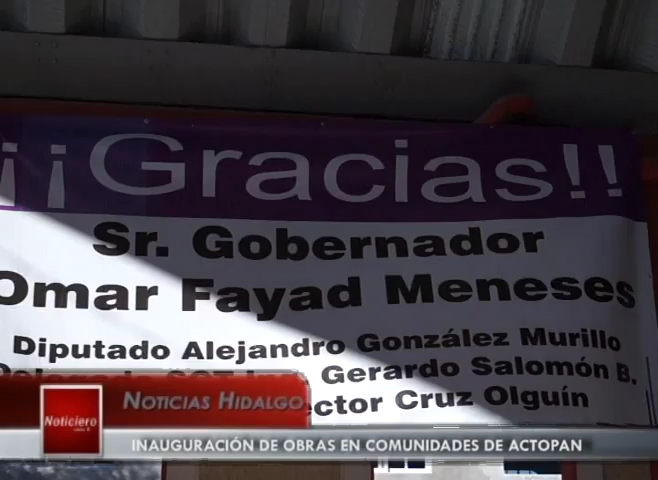 ¡¡Gracias!!
Sr. Gobernador
Omar Fayad Meneses
Diputado Alejandro González Murillo
Gerardo Salomón B.
Cruz Olguín
Noticias Hidalgo
Noticiero
Inauguración de obras en comunidades de Actopan